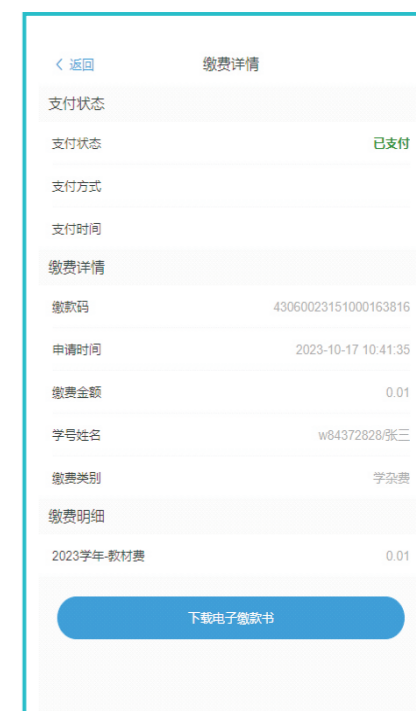 返回 缴费详情
支付状态
支付状态 已支付
支付方式
支付时间
缴费详情
缴款码 43060023151000163816
申请时间 2023-10-17 10:41:35
缴费金额 0.01
学号姓名 w84372828/张三
缴费类别 学杂费
缴费明细
2023学年-教材费 0.01
下载电子缴款书